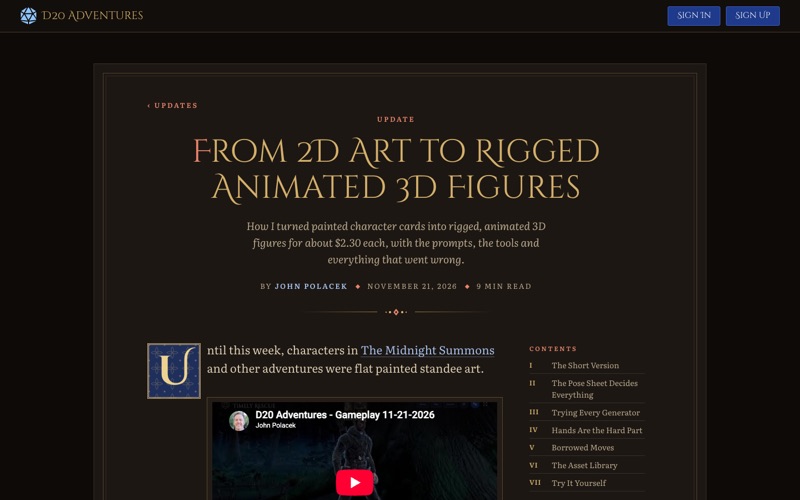 D20 ADVENTURES
SIGN IN
SIGN UP
‹ UPDATES
UPDATE
FROM 2D ART TO RIGGED
ANIMATED 3D FIGURES
How I turned painted character cards into rigged, animated 3D
figures for about $2.30 each, with the prompts, the tools and
everything that went wrong.
BY JOHN POLACEK ◆ NOVEMBER 21, 2026 ◆ 9 MIN READ
Until this week, characters in The Midnight Summons
and other adventures were flat painted standee art.
D20 Adventures - Gameplay 11-21-2026
John Polacek
CONTENTS
I The Short Version
II The Pose Sheet Decides
Everything
III Trying Every Generator
IV Hands Are the Hard Part
V Borrowed Moves
VI The Asset Library
VII Try It Yourself